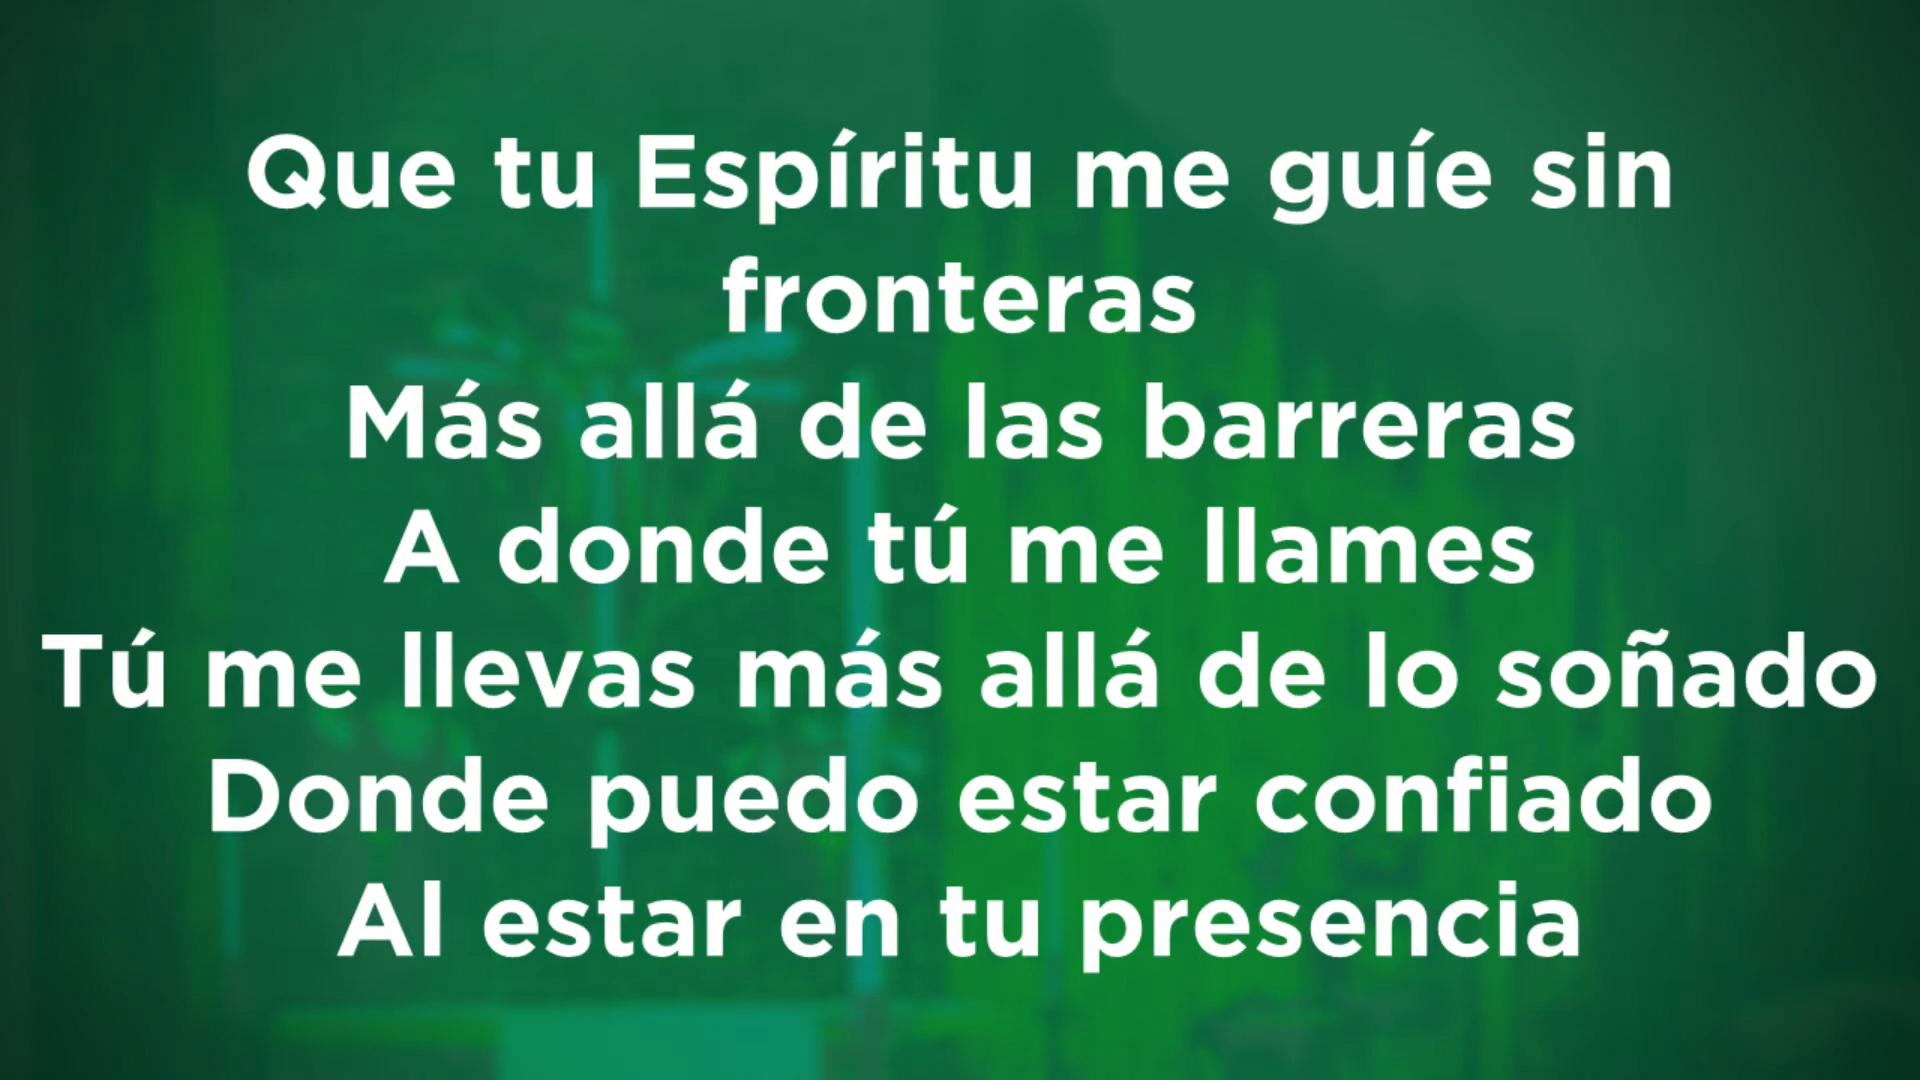 Que tu Espíritu me guíe sin
fronteras
Más allá de las barreras
A donde tú me llames
Tú me llevas más allá de lo soñado
Donde puedo estar confiado
Al estar en tu presencia